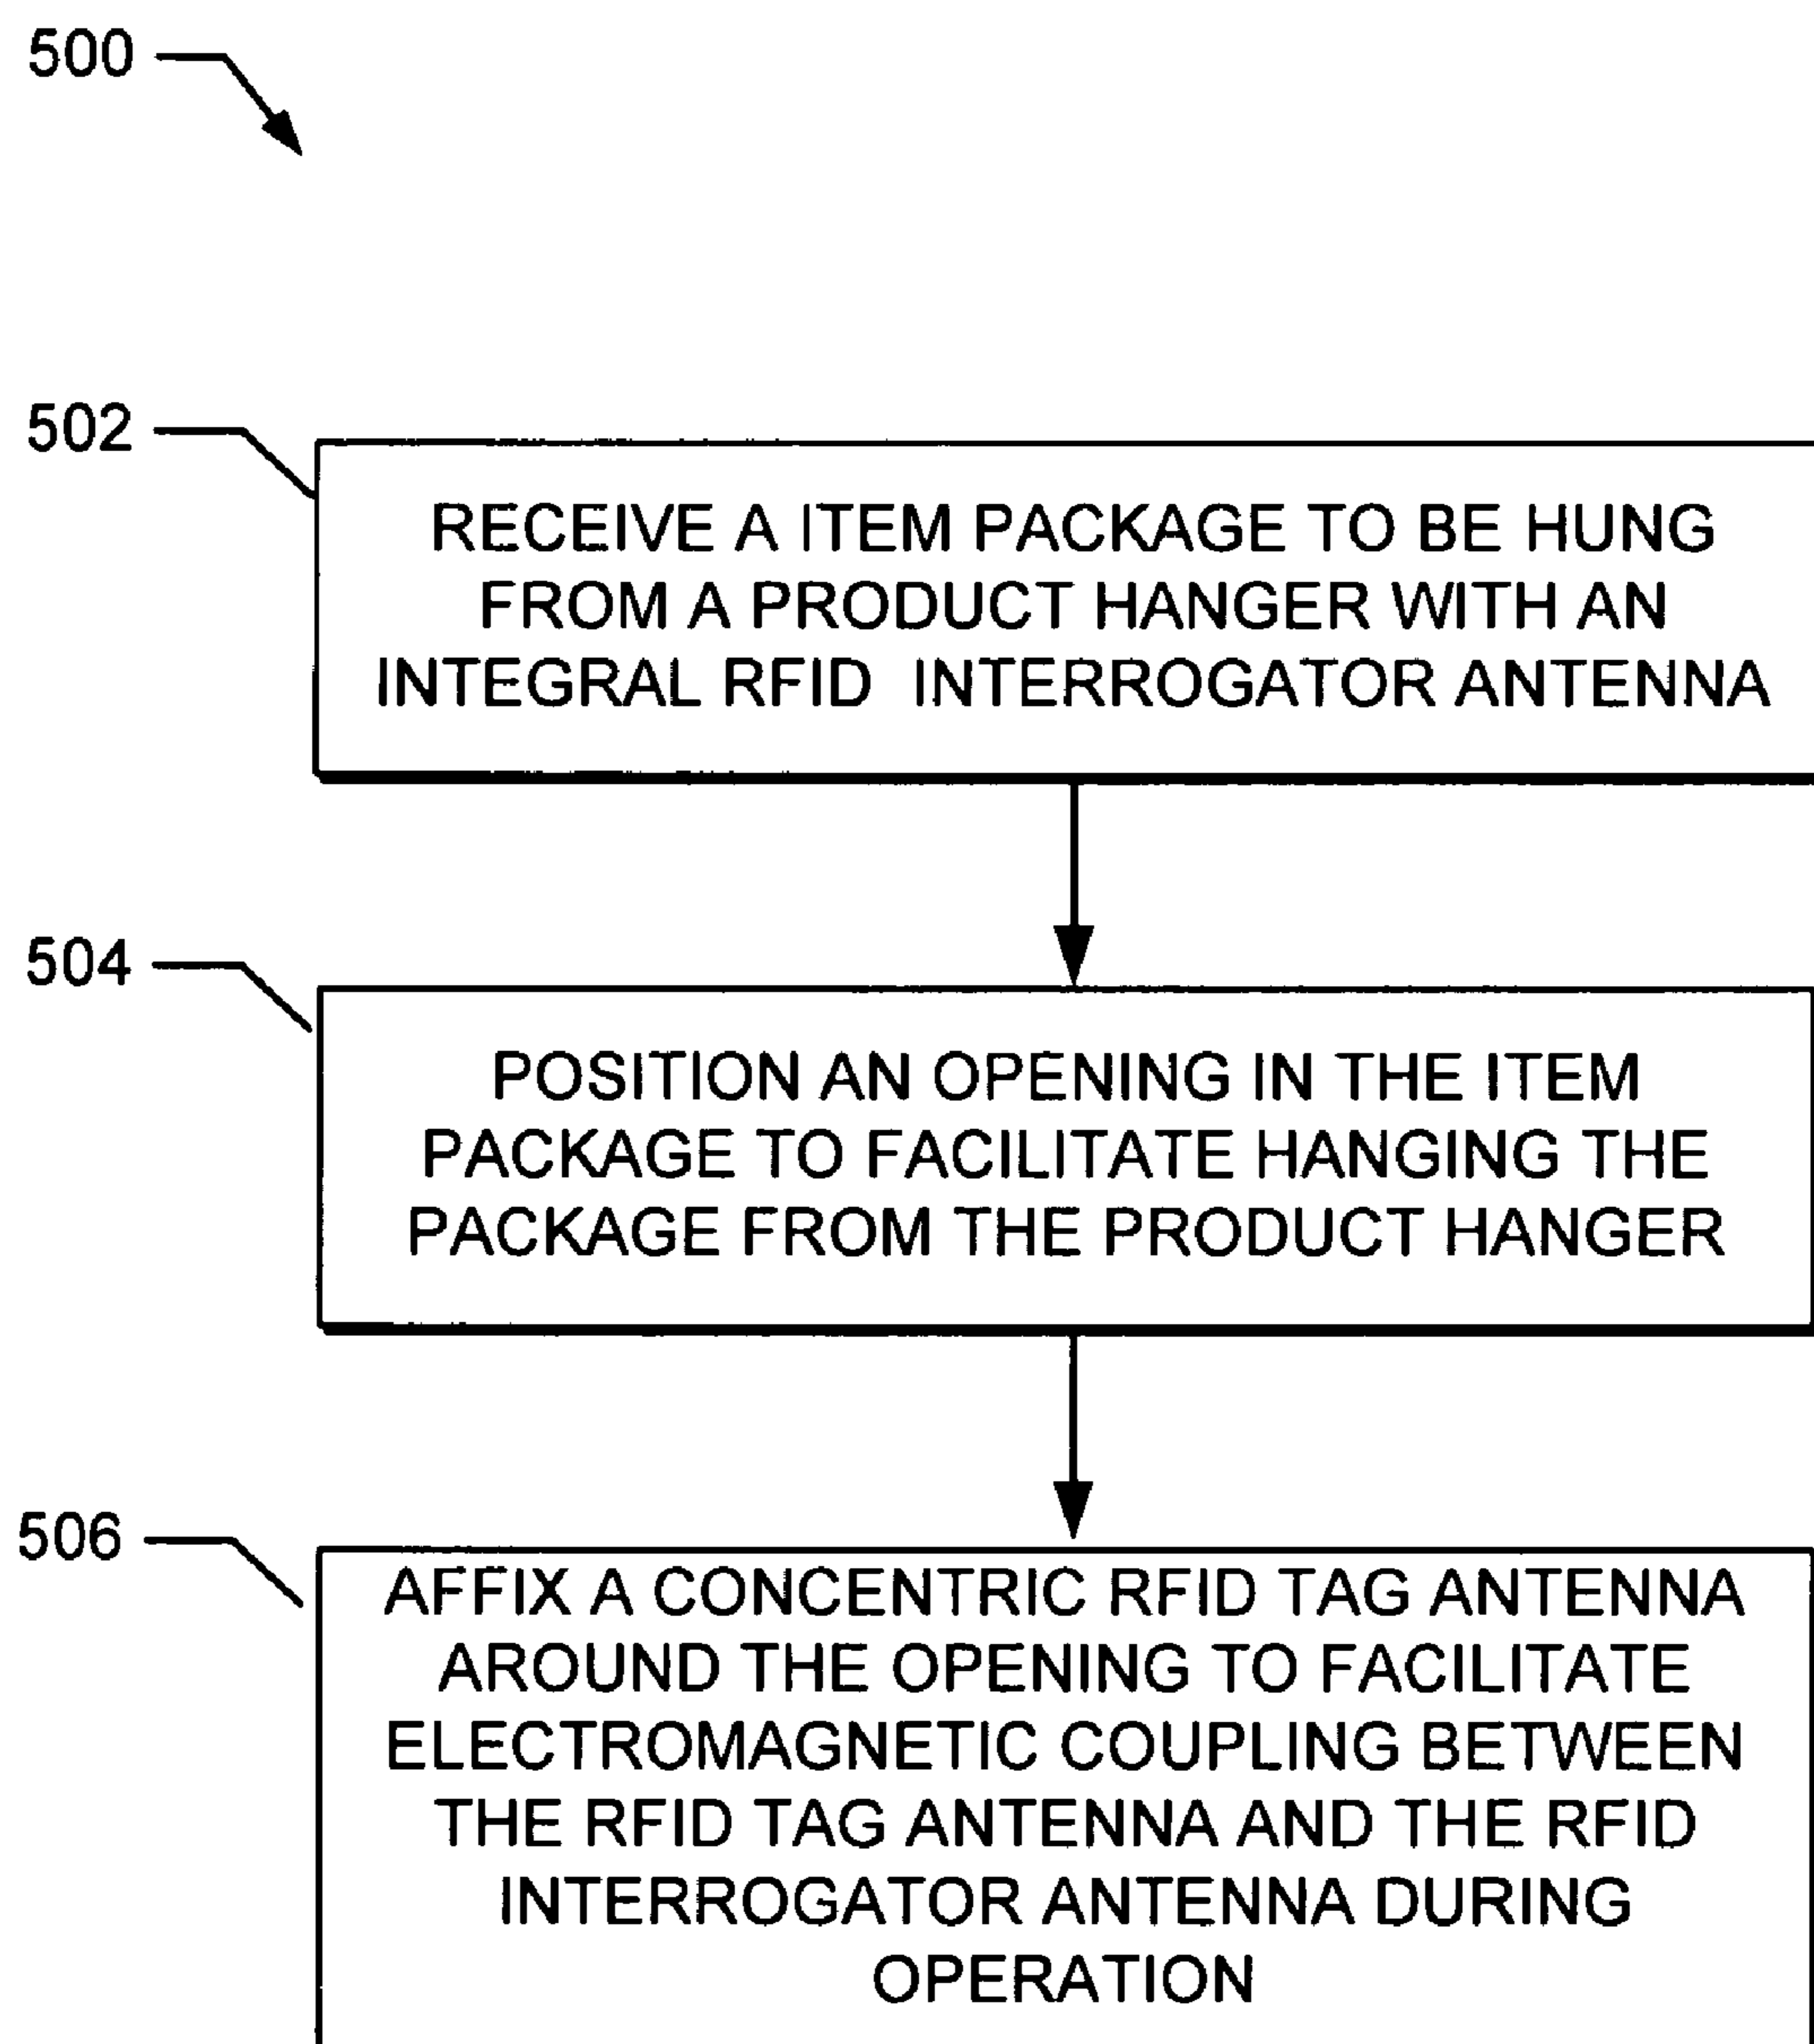 500
502
RECEIVE A ITEM PACKAGE TO BE HUNG
FROM A PRODUCT HANGER WITH AN
INTEGRAL RFID INTERROGATOR ANTENNA
504
POSITION AN OPENING IN THE ITEM
PACKAGE TO FACILITATE HANGING THE
PACKAGE FROM THE PRODUCT HANGER
506
AFFIX A CONCENTRIC RFID TAG ANTENNA
AROUND THE OPENING TO FACILITATE
ELECTROMAGNETIC COUPLING BETWEEN
THE RFID TAG ANTENNA AND THE RFID
INTERROGATOR ANTENNA DURING
OPERATION